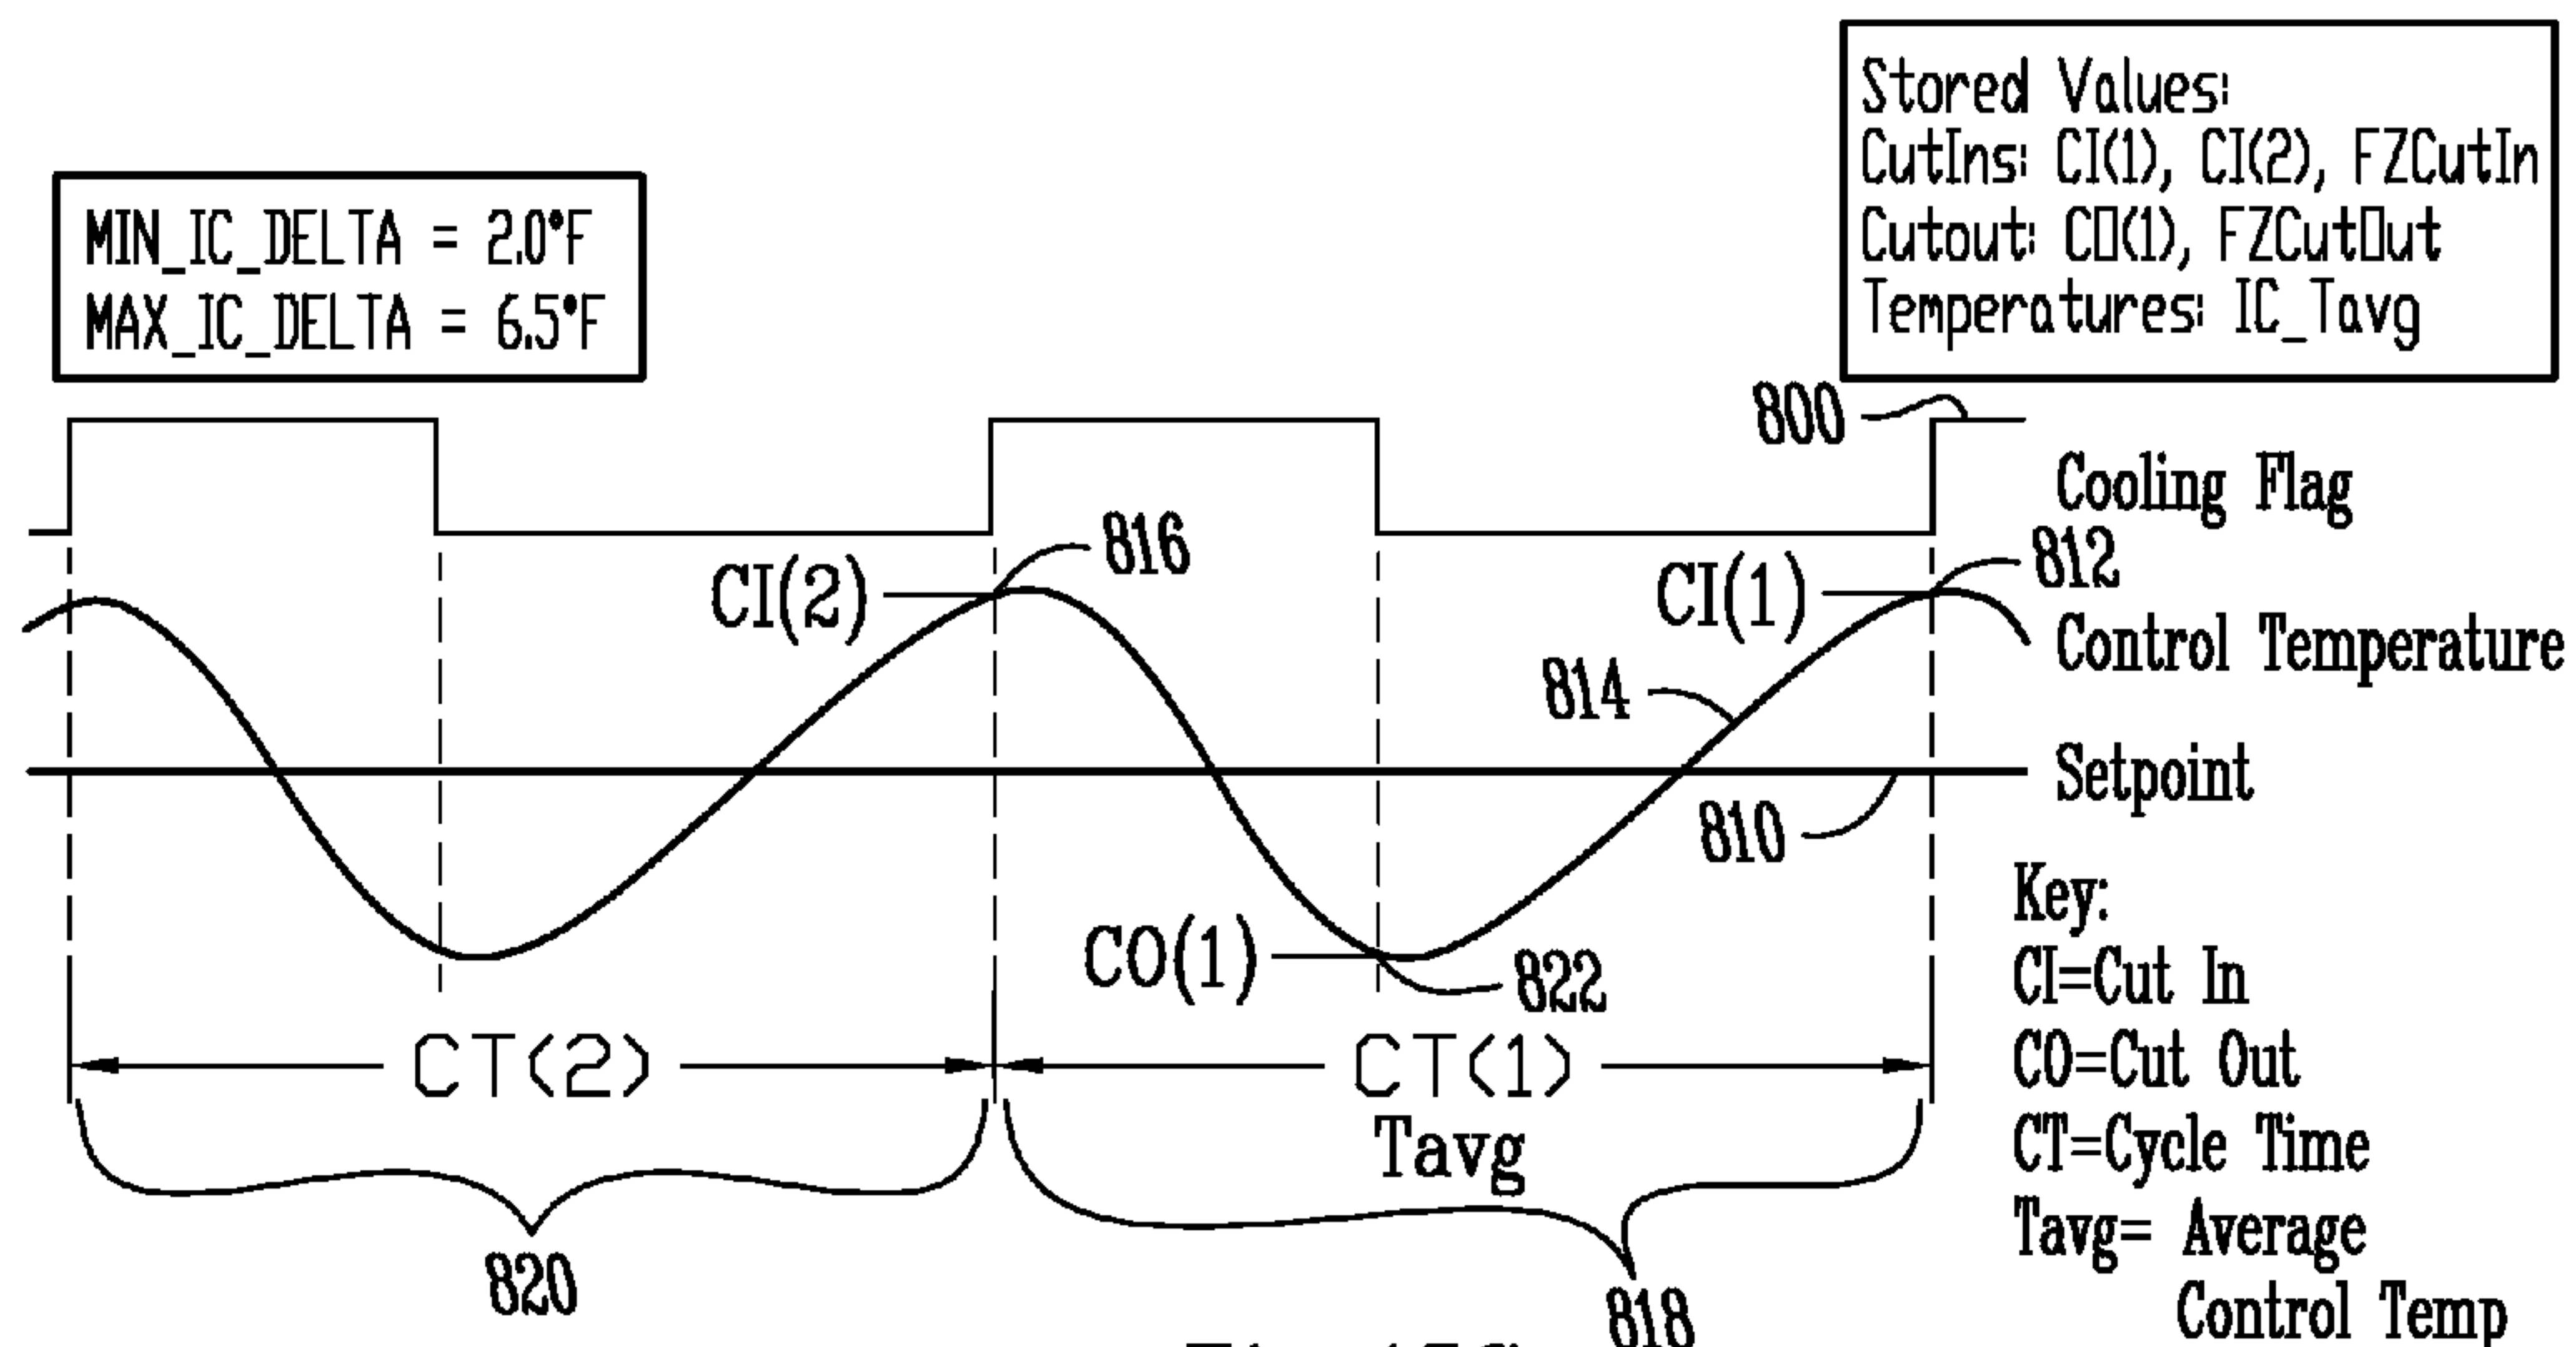 Stored Values:
CutIns: CI(1), CI(2), FZCutIn
Cutout: CO(1), FZCutOut
Temperatures: IC_Tavg
MIN_IC_DELTA = 2.0°F
MAX_IC_DELTA = 6.5°F
800
Cooling Flag
816
812
CI(2)
CI(1)
Control Temperature
814
Setpoint
810
Key:
CO(1)
822
CI=Cut In
CT(2)
CT(1)
CO=Cut Out
Tavg
CT=Cycle Time
Tavg= Average
Control Temp
820
818